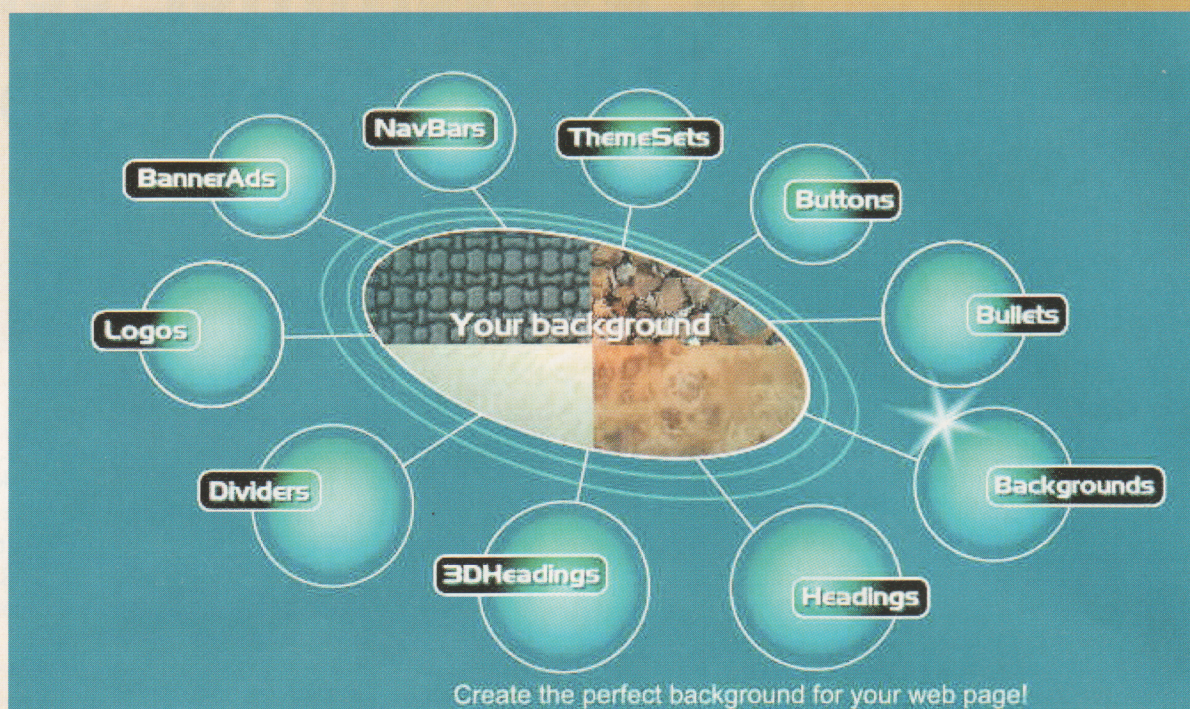 NavBars
ThemeSets
BannerAds
Buttons
Logos
Your background
Bullets
Dividers
Backgrounds
3DHeadings
Headings
Create the perfect background for your web page!